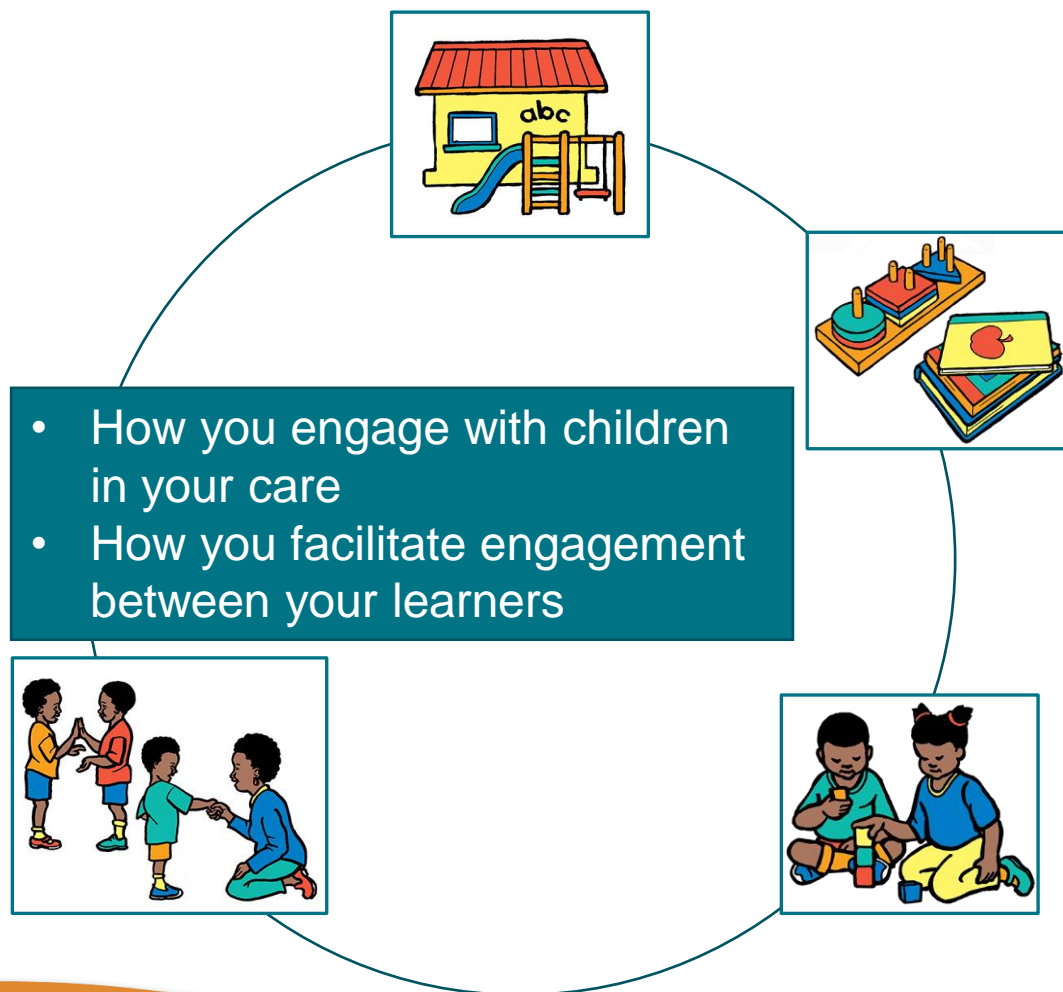 abc
• How you engage with children
in your care
• How you facilitate engagement
between your learners